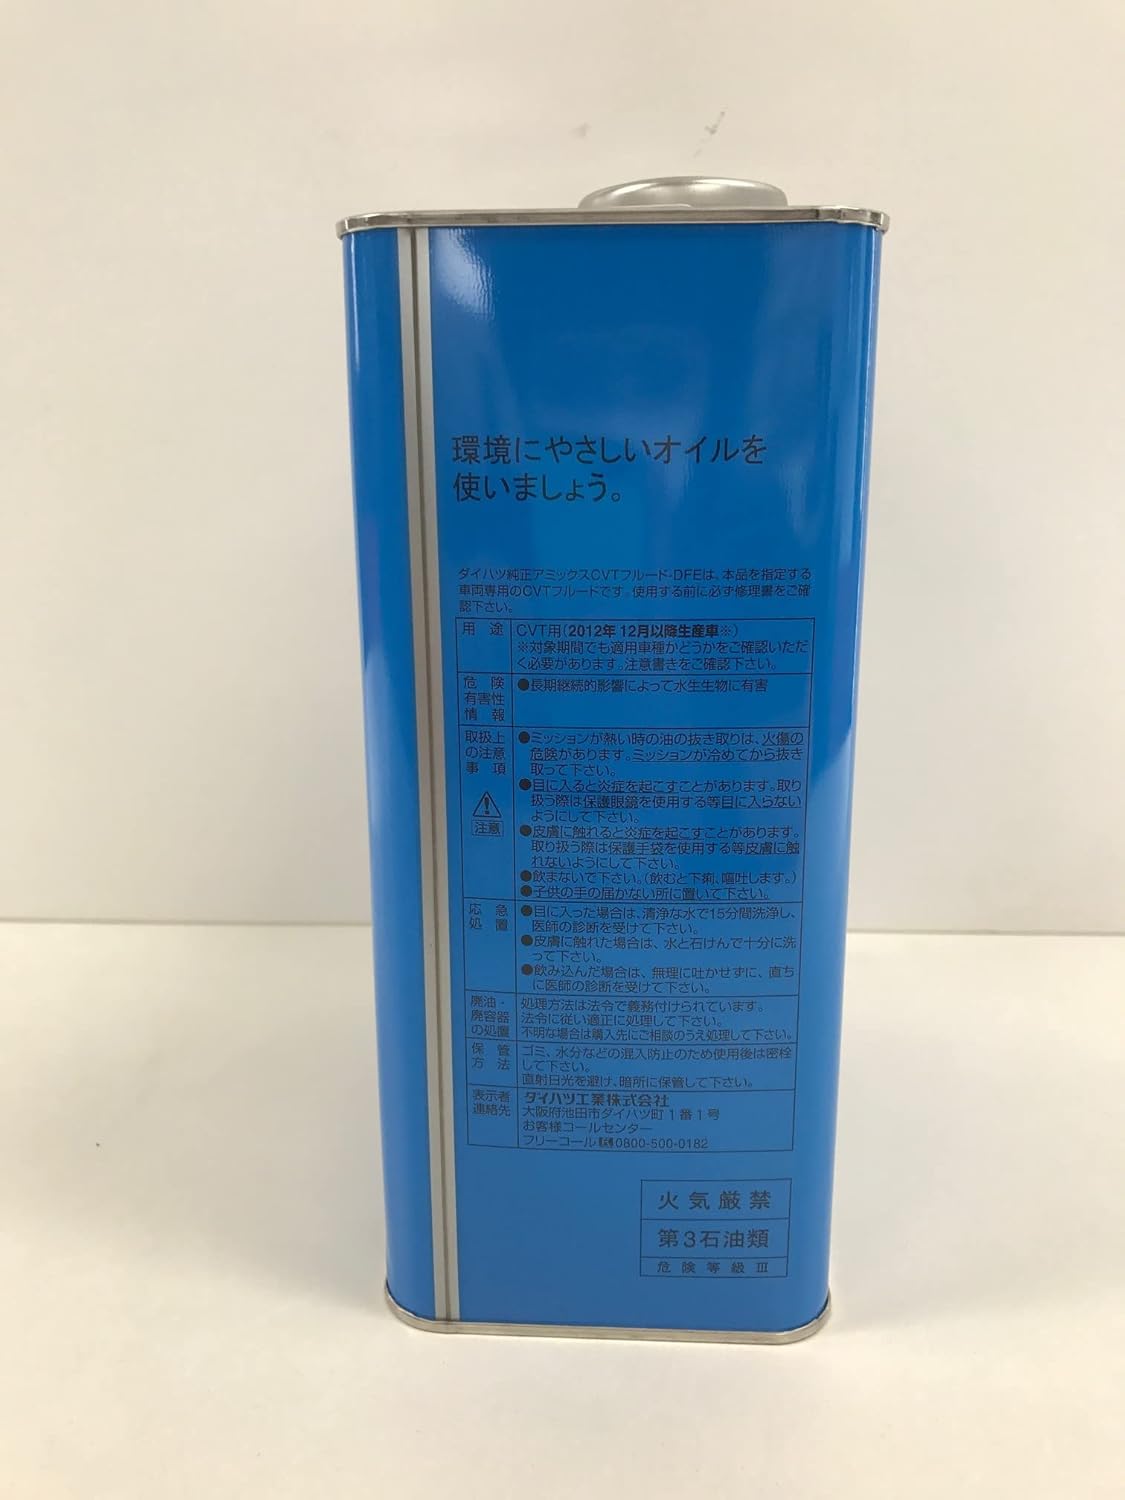 環境にやさしいオイルを
使いましょう。
ダイハツ純正アミックスCVTフルード-DFEは、本品を指定する
車両専用のCVTフルードです。使用する前に必ず修理書をご確
認下さい。
用途 CVT用(2012年12月以降生産車※)
※対象期間でも適用車種かどうかをご確認いただ
く必要があります。注意書きをご確認下さい。
危険
有害性
情報
●長期継続的影響によって水生生物に有害
取扱上
の注意
事項
注意
●ミッションが熱い時の油の抜き取りは、火傷の
危険があります。ミッションが冷めてから抜き
取って下さい。
●目に入ると炎症を起こすことがあります。取り
扱う際は保護眼鏡を使用する等目に入らない
ようにして下さい。
●皮膚に触れると炎症を起こすことがあります。
取り扱う際は保護手袋を使用する等皮膚に触
れないようにして下さい。
●飲まないで下さい。(飲むと下痢、嘔吐します。)
●子供の手の届かない所に置いて下さい。
応急
処置
●目に入った場合は、清浄な水で15分間洗浄し、
医師の診断を受けて下さい。
●皮膚に触れた場合は、水と石けんで十分に洗
って下さい。
●飲み込んだ場合は、無理に吐かせずに、直ち
に医師の診断を受けて下さい。
廃油・
廃容器
の処置
処理方法は法令で義務付けられています。
法令に従い適正に処理して下さい。
不明な場合は購入先にご相談のうえ処理して下さい。
保管
方法
ゴミ、水分などの混入防止のため使用後は密栓
して下さい。
直射日光を避け、暗所に保管して下さい。
表示者
連絡先
ダイハツ工業株式会社
大阪府池田市ダイハツ町1番1号
お客様コールセンター
フリーコール 0800-500-0182
火気厳禁
第3石油類
危険等級Ⅲ